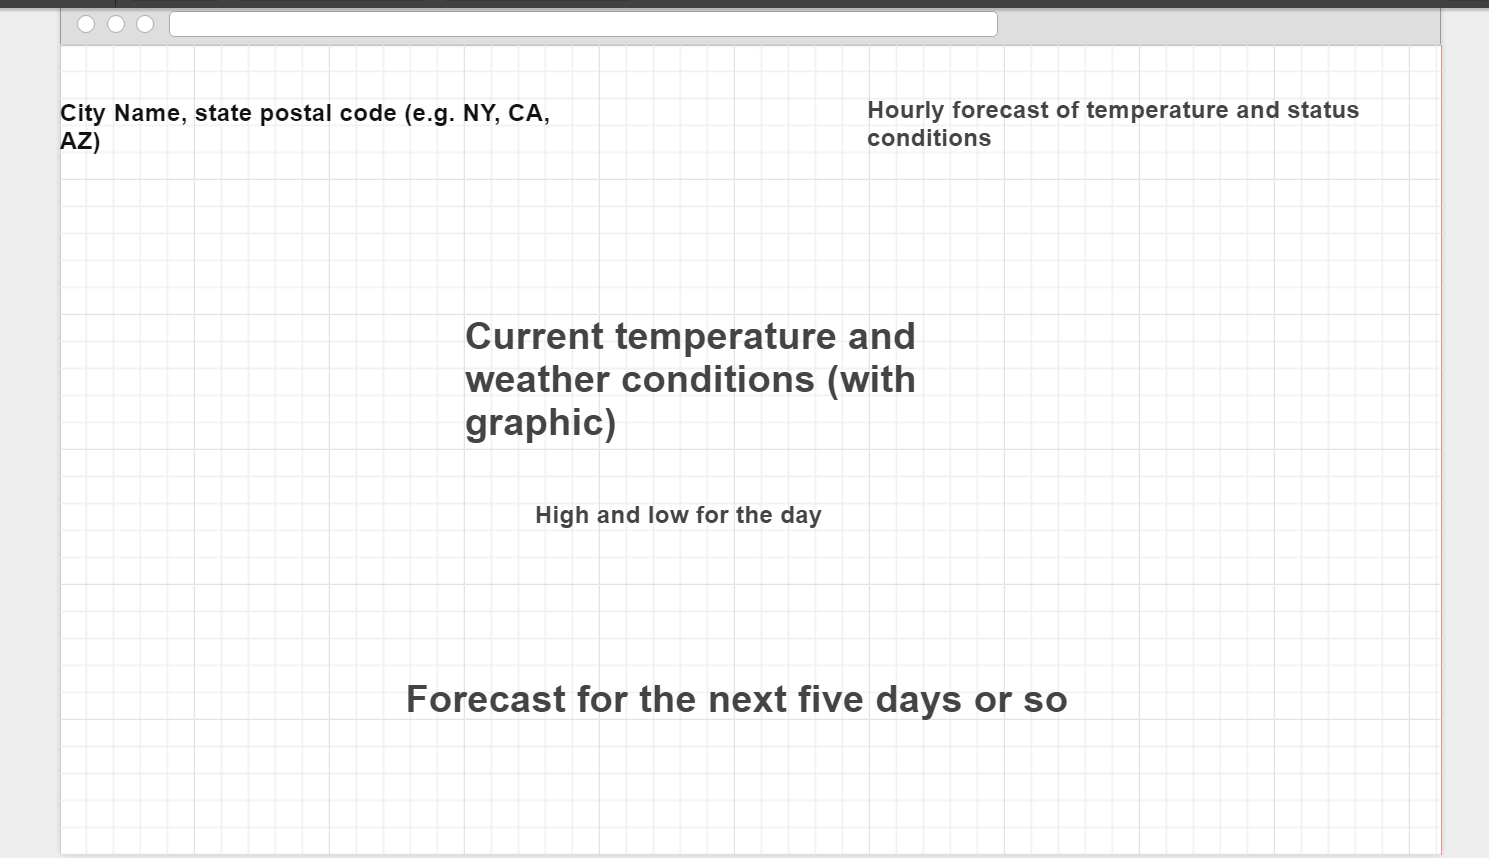 City Name, state postal code (e.g. NY, CA,
AZ)
Hourly forecast of temperature and status
conditions
Current temperature and
weather conditions (with
graphic)
High and low for the day
Forecast for the next five days or so